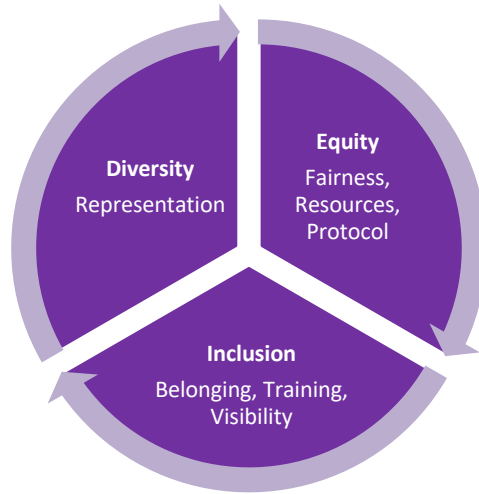 Diversity
Representation
Equity
Fairness,
Resources,
Protocol
Inclusion
Belonging, Training,
Visibility